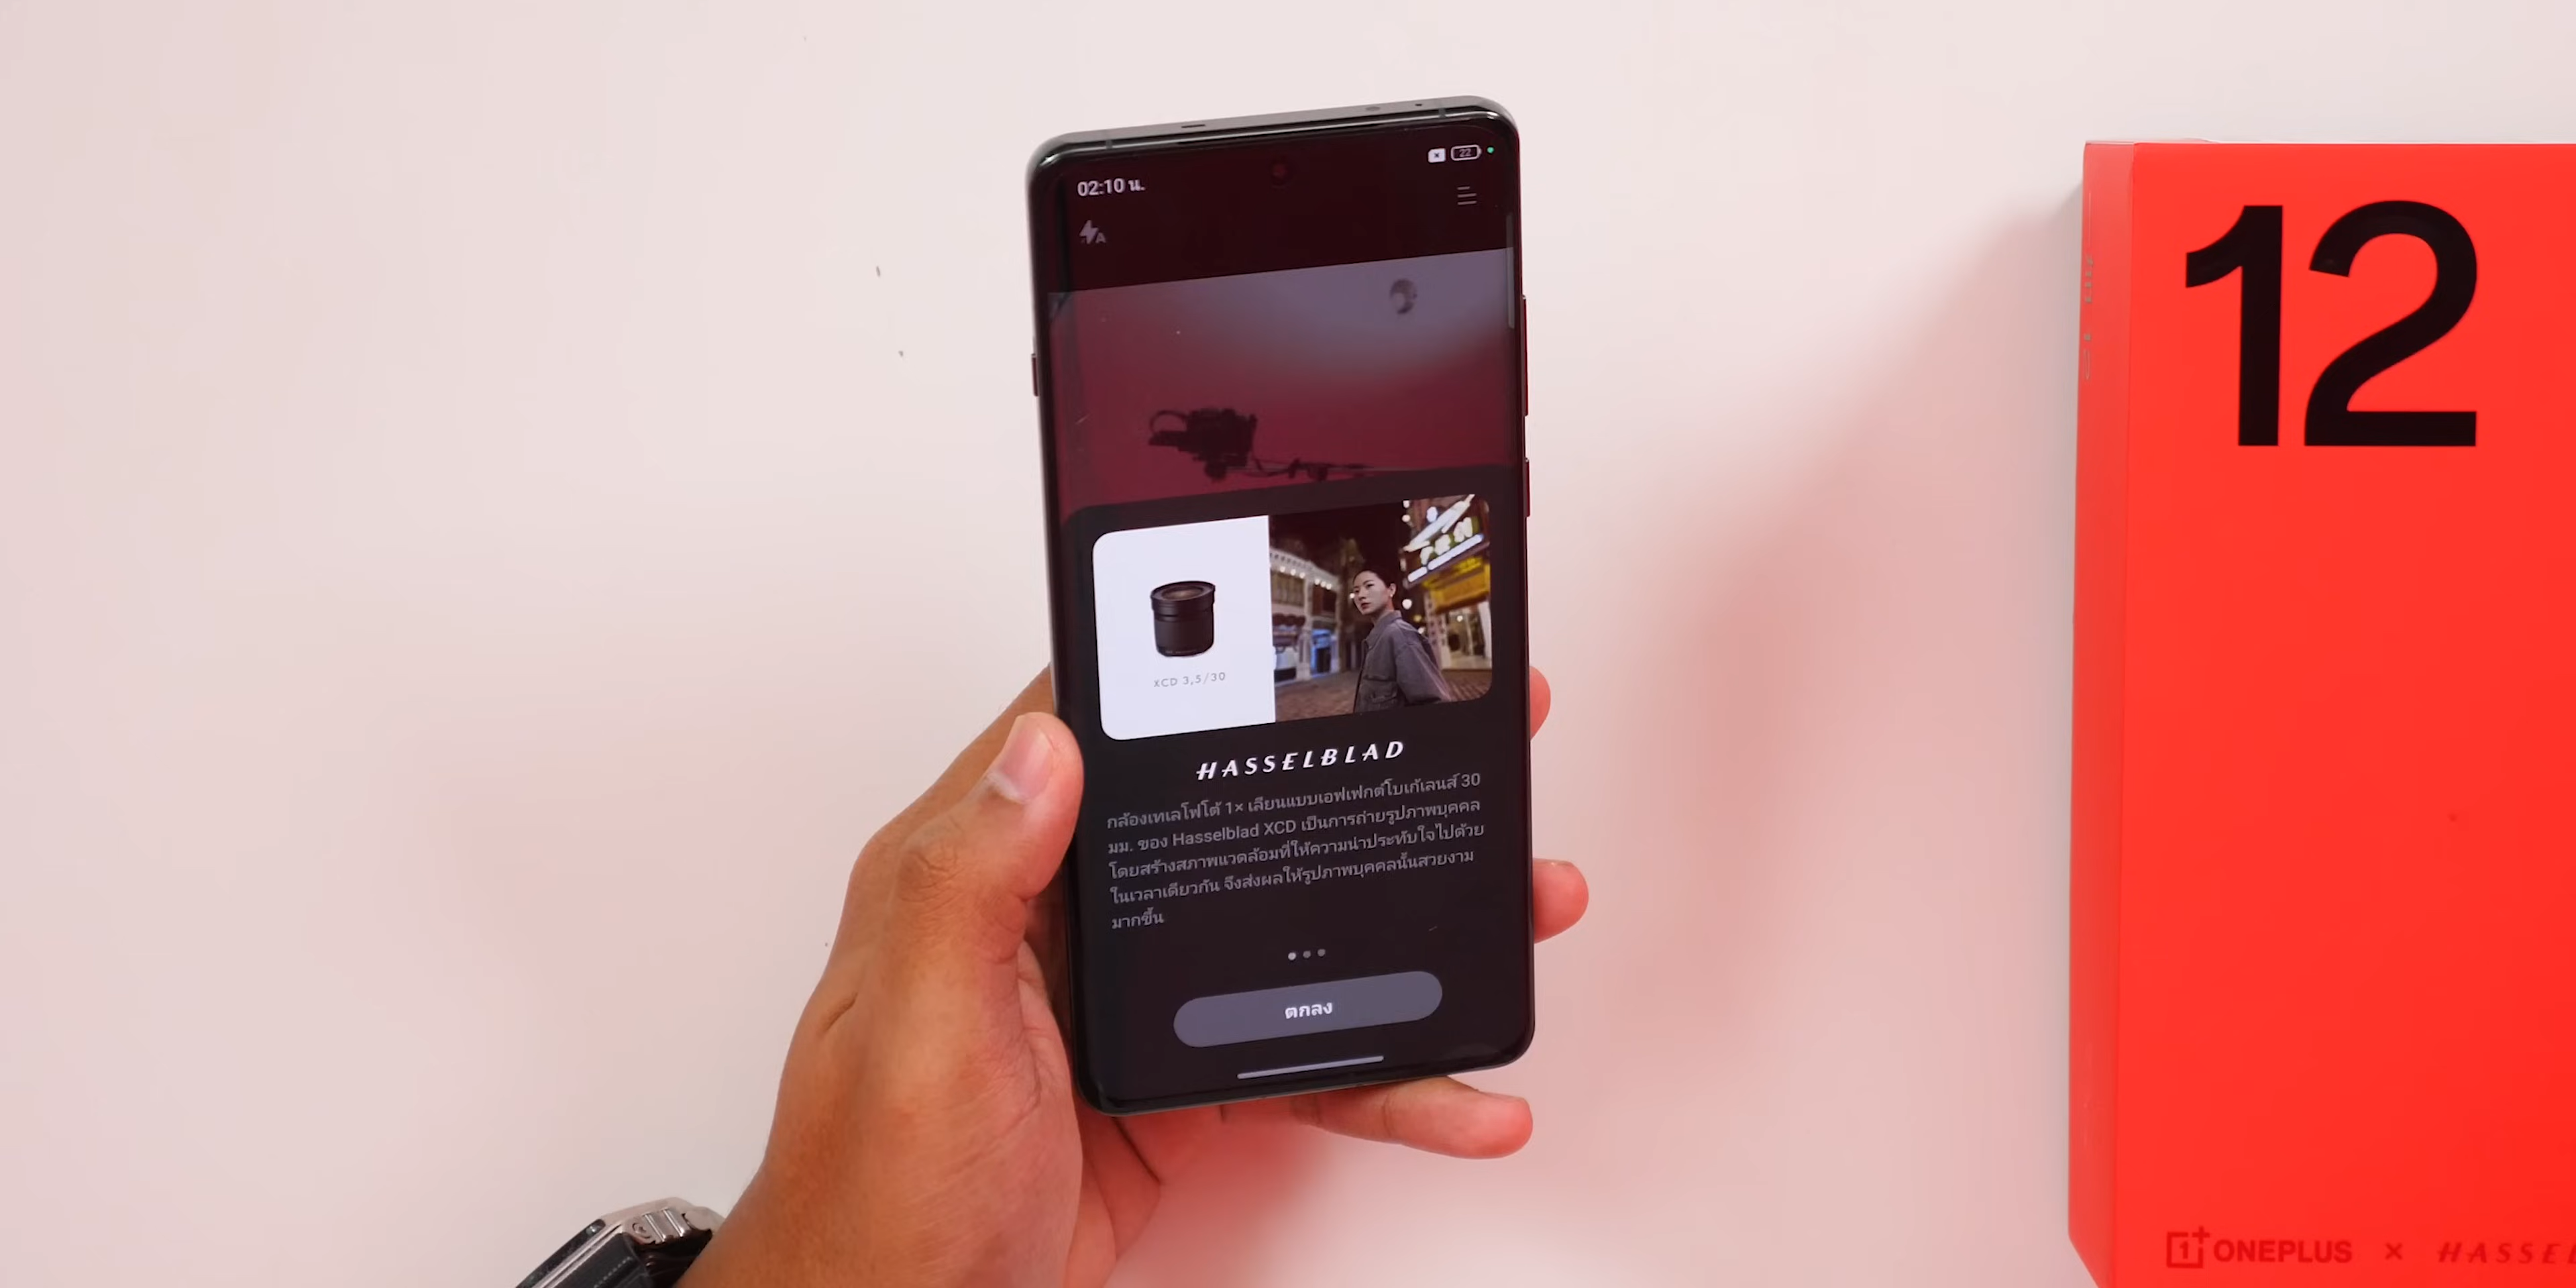 02:10 น.
22
A
XCD 3,5/30
HASSELBLAD
กล้องเทเลโฟโต้ 1× เลียนแบบเอฟเฟกต์โบเก้เลนส์ 30
มม. ของ Hasselblad XCD เป็นการถ่ายรูปภาพบุคคล
โดยสร้างสภาพแวดล้อมที่ให้ความน่าประทับใจไปด้วย
ในเวลาเดียวกัน จึงส่งผลให้รูปภาพบุคคลนั้นสวยงาม
มากขึ้น
ตกลง
12
ONEPLUS × HASSEL